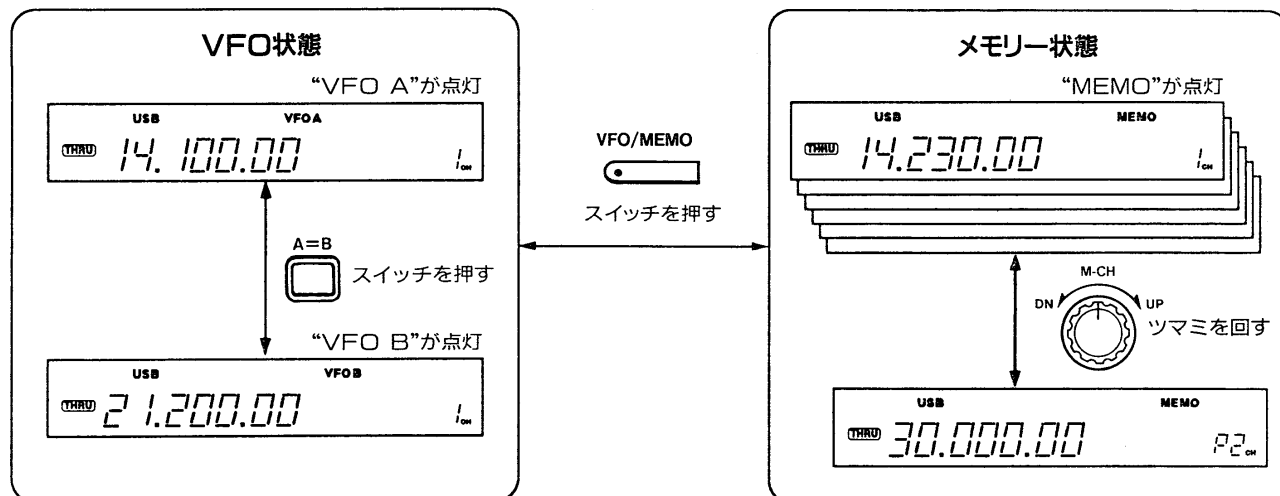 VFO状態
“VFO A”が点灯
USB VFO A
THRU 14.100.00 1CH
A=B
スイッチを押す
“VFO B”が点灯
USB VFO B
THRU 21.200.00 1CH
VFO/MEMO
スイッチを押す
メモリー状態
“MEMO”が点灯
USB MEMO
THRU 14.230.00 1CH
M-CH
DN UP
ツマミを回す
USB MEMO
THRU 30.000.00 P2CH